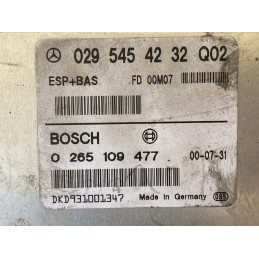 029 545 42 32 Q02
ESP+BAS FD 00M07
BOSCH
0 265 109 477 00-07-31
DKD931001347 Made in Germany